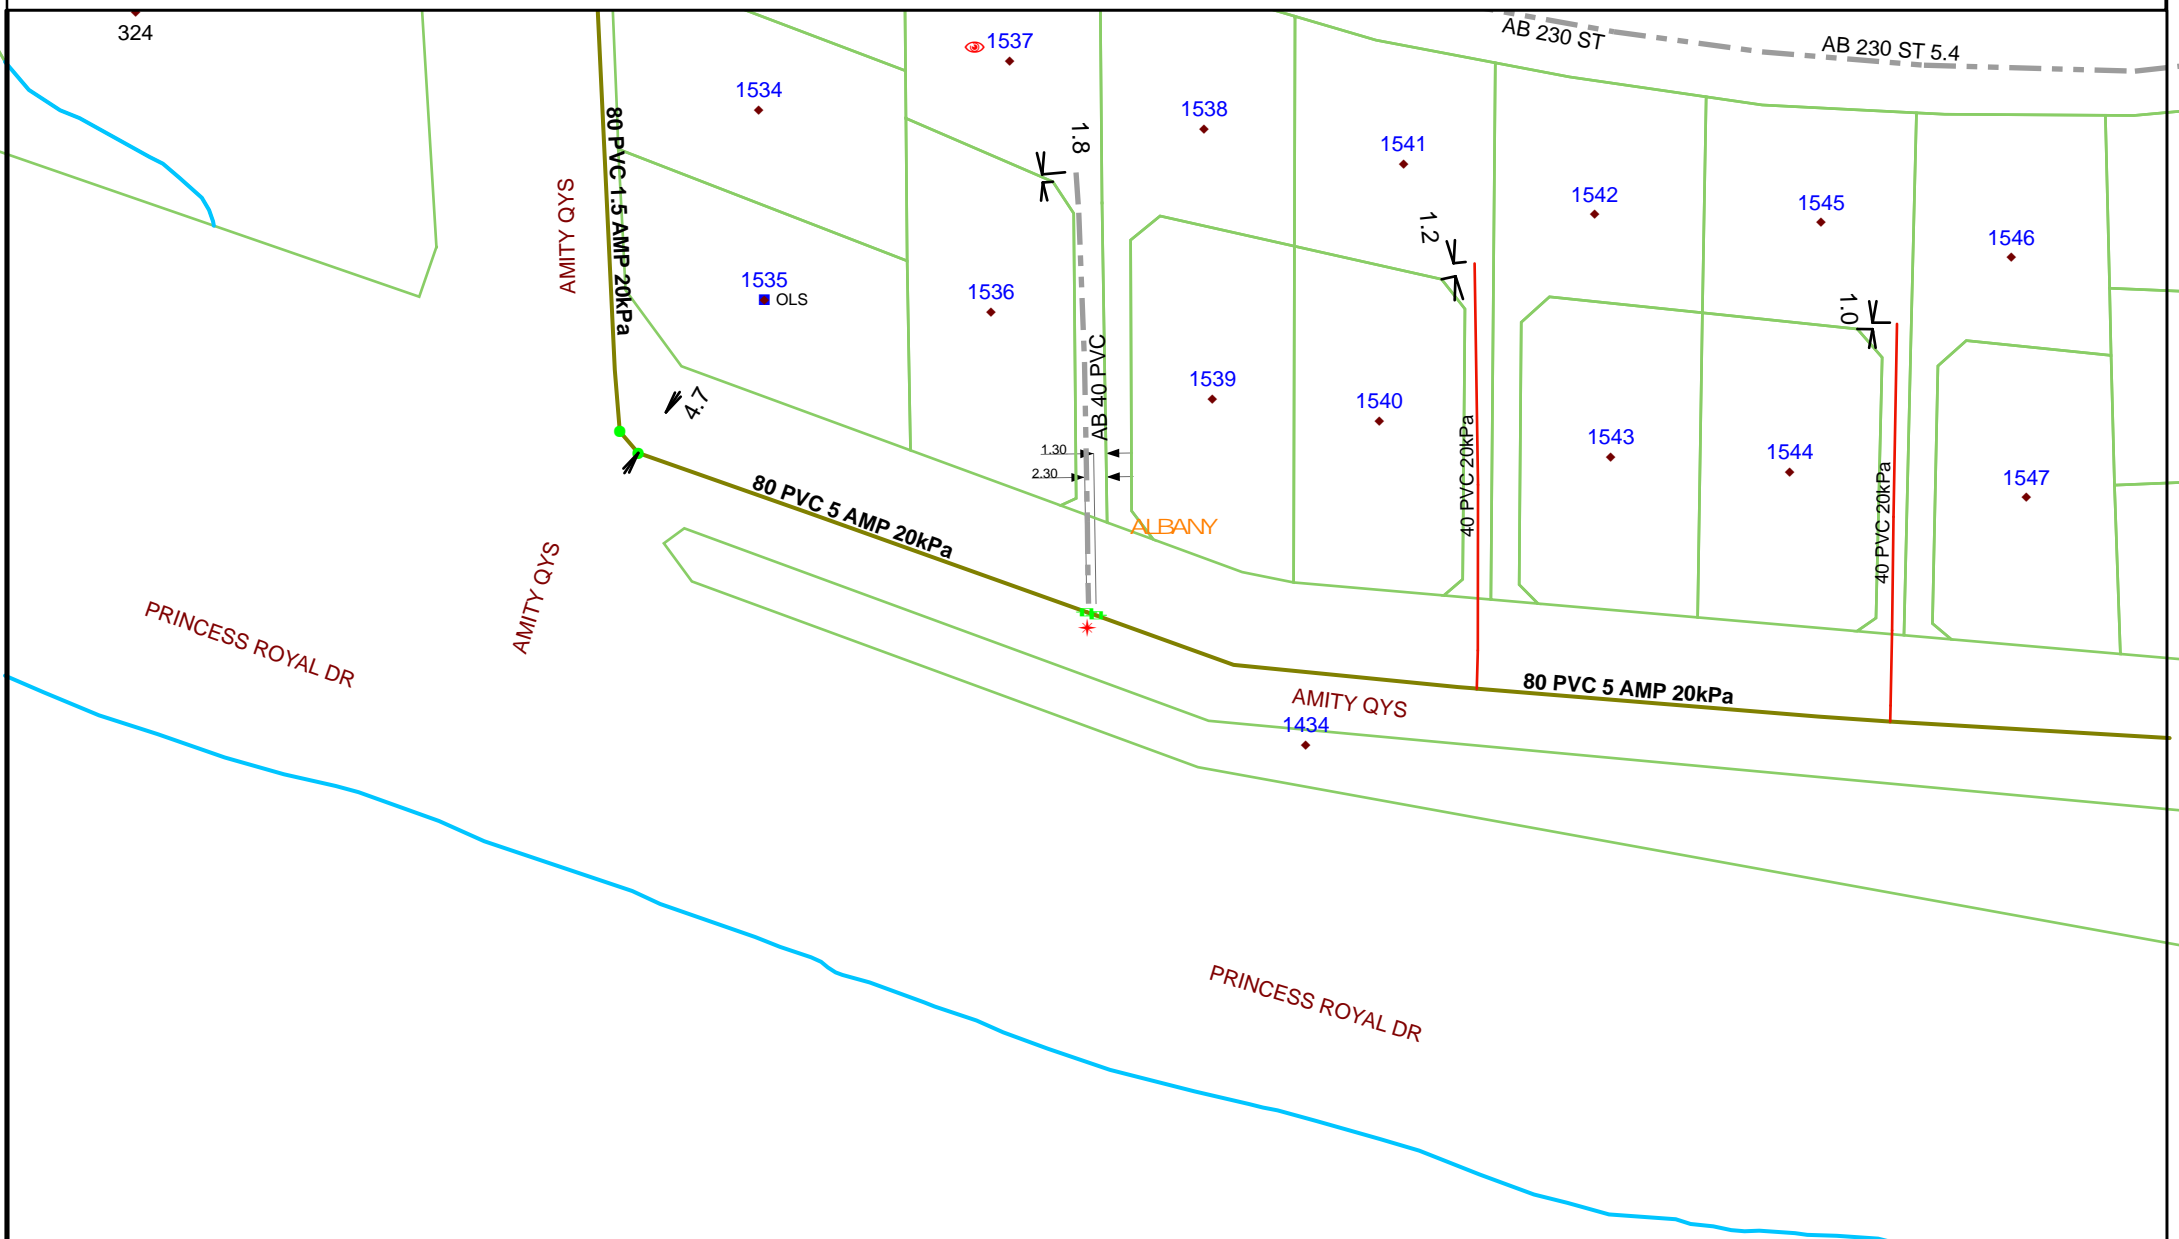 324
AB 230 ST
AB 230 ST 5.4
1537
1534
1538
1.8
1541
80 PVC 1.5 AMP 20kPa
AMITY QYS
1542
1545
1.2
1546
1535
OLS
1536
1.0
AB 40 PVC
1539
4.7
1540
1543
1.30
1544
2.30
40 PVC 20kPa
40 PVC 20kPa
1547
80 PVC 5 AMP 20kPa
ALBANY
AMITY QYS
PRINCESS ROYAL DR
80 PVC 5 AMP 20kPa
AMITY QYS
1434
PRINCESS ROYAL DR